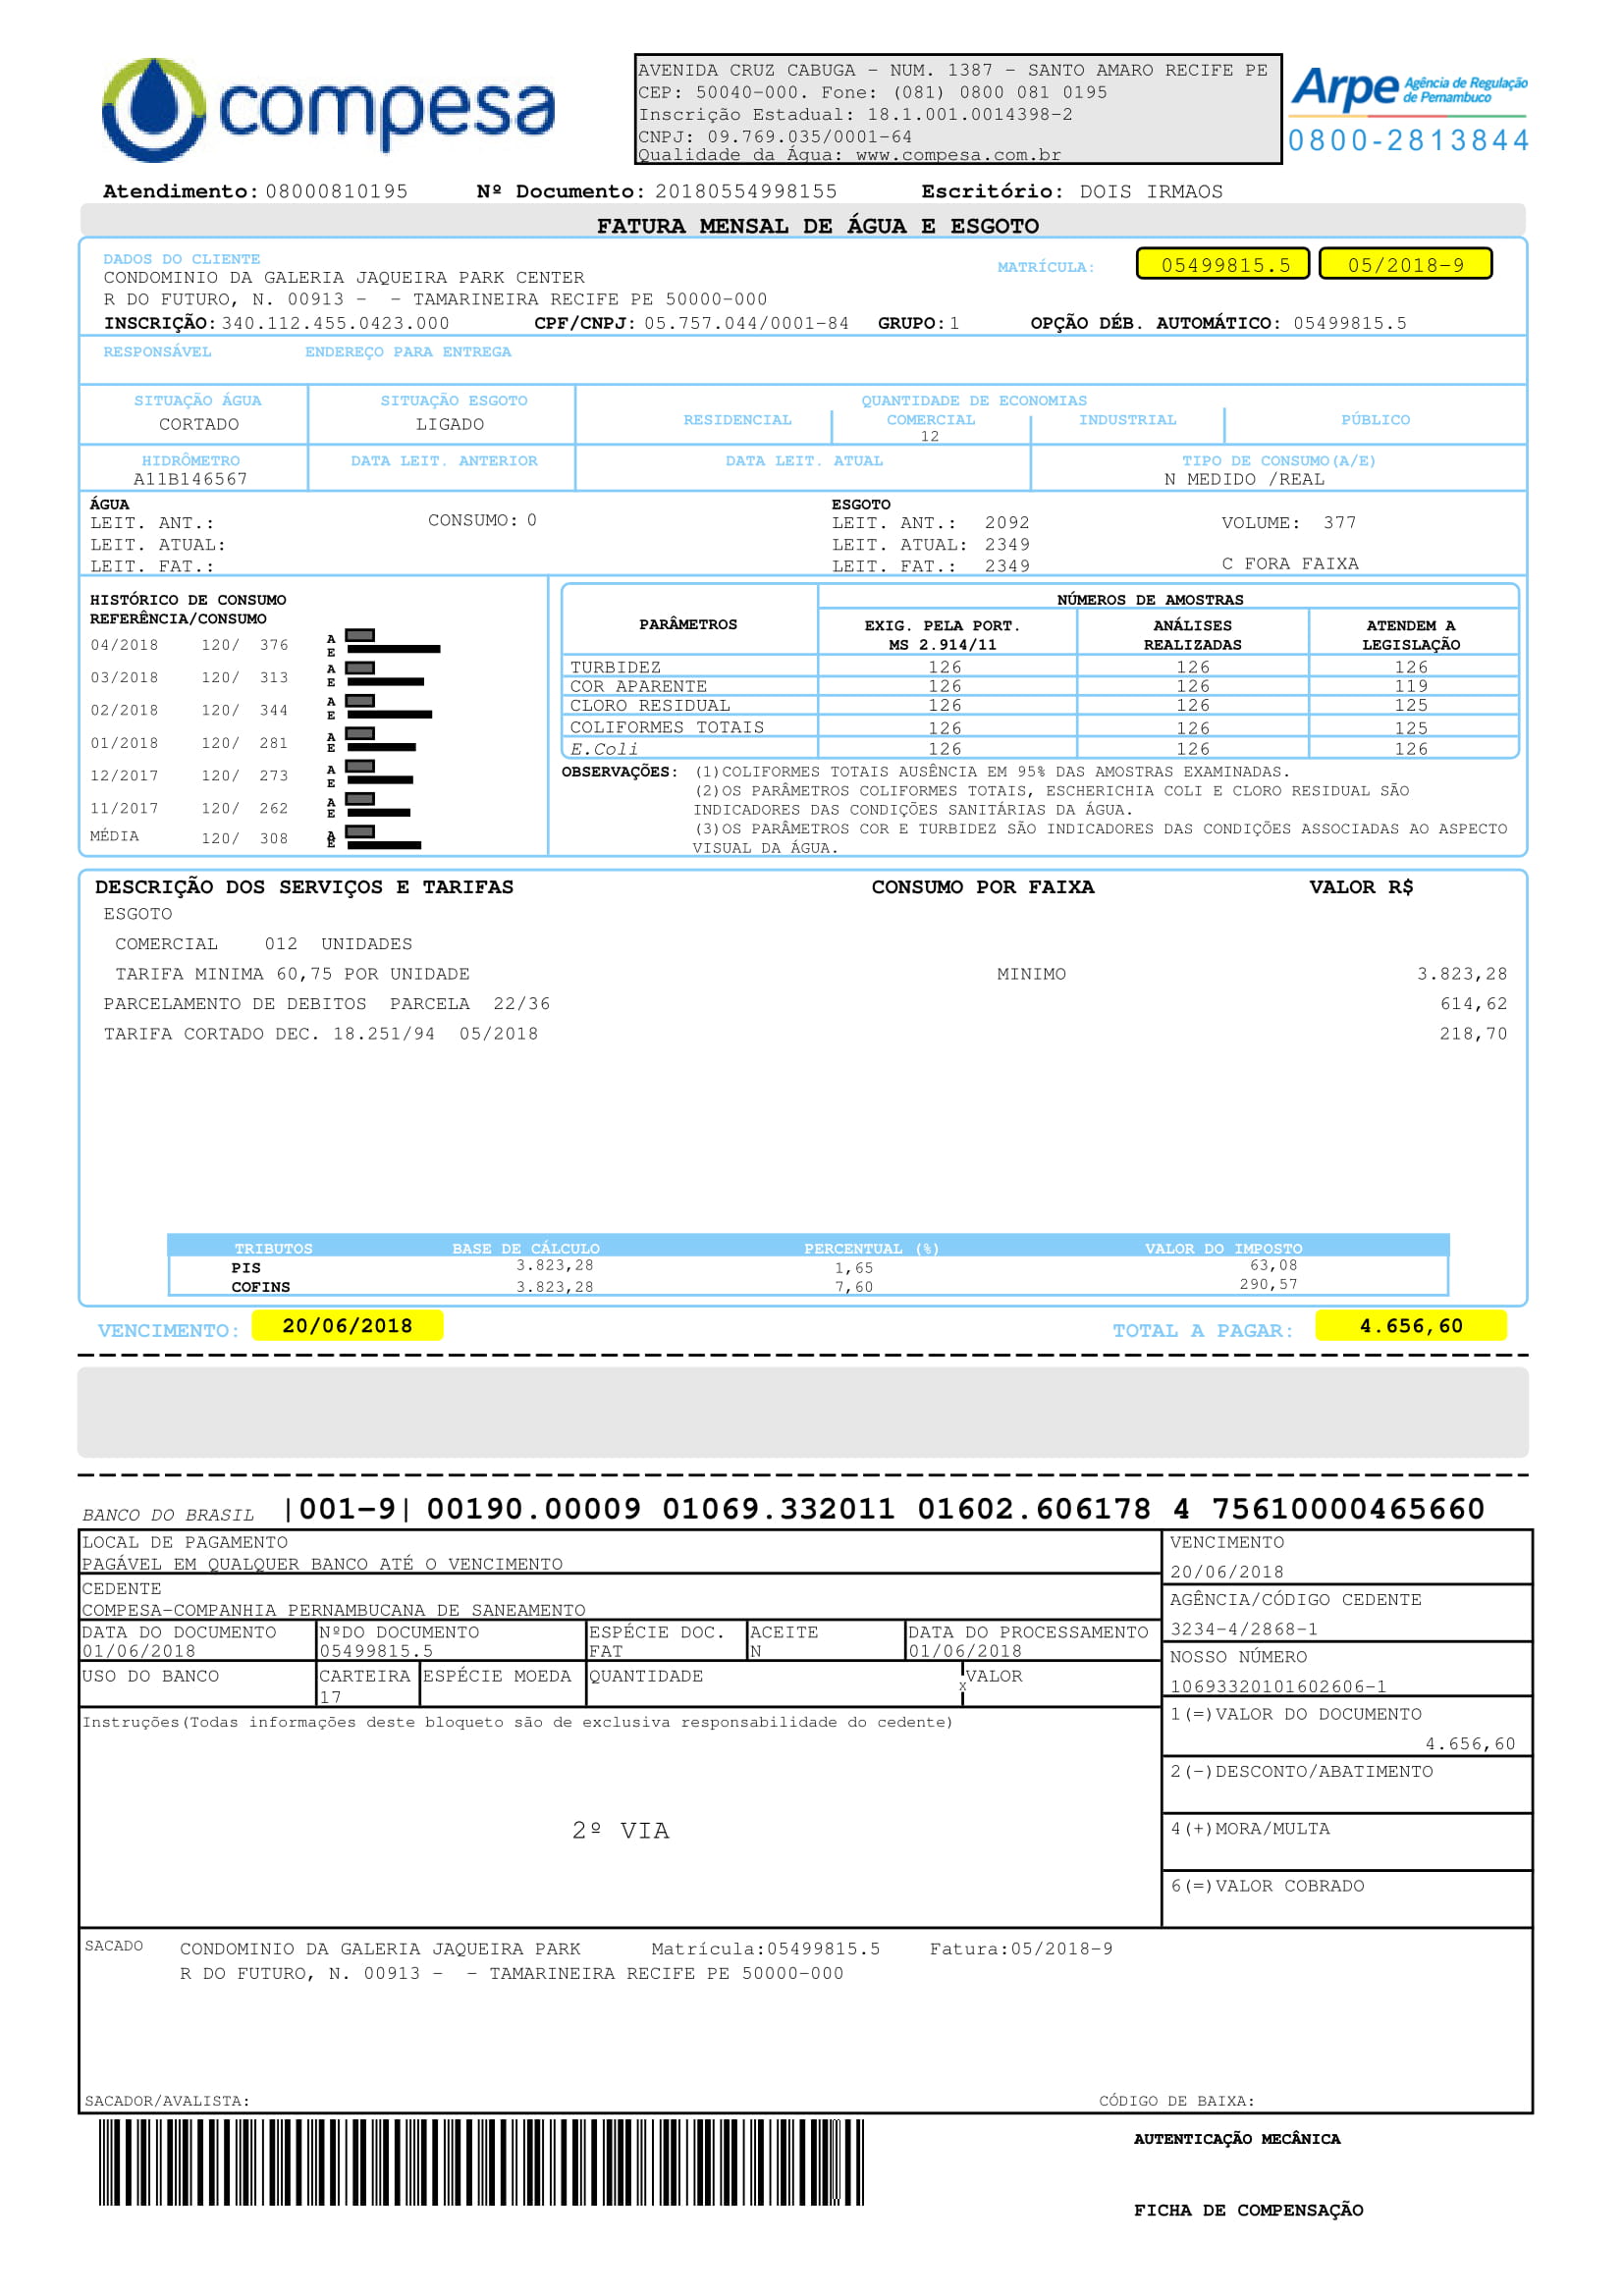 compesa
AVENIDA CRUZ CABUGA - NUM. 1387 - SANTO AMARO RECIFE PE
CEP: 50040-000. Fone: (081) 0800 081 0195
Inscrição Estadual: 18.1.001.0014398-2
CNPJ: 09.769.035/0001-64
Qualidade da Água: www.compesa.com.br
Arpe Agência de Regulação de Pernambuco
0800-2813844
Atendimento: 08000810195 Nº Documento: 20180554998155 Escritório: DOIS IRMAOS
FATURA MENSAL DE ÁGUA E ESGOTO
DADOS DO CLIENTE
CONDOMINIO DA GALERIA JAQUEIRA PARK CENTER
MATRÍCULA: 05499815.5 05/2018-9
R DO FUTURO, N. 00913 - - TAMARINEIRA RECIFE PE 50000-000
INSCRIÇÃO: 340.112.455.0423.000 CPF/CNPJ: 05.757.044/0001-84 GRUPO: 1 OPÇÃO DÉB. AUTOMÁTICO: 05499815.5
RESPONSÁVEL ENDEREÇO PARA ENTREGA
SITUAÇÃO ÁGUA SITUAÇÃO ESGOTO QUANTIDADE DE ECONOMIAS
CORTADO LIGADO RESIDENCIAL COMERCIAL INDUSTRIAL PÚBLICO
12
HIDRÔMETRO DATA LEIT. ANTERIOR DATA LEIT. ATUAL TIPO DE CONSUMO(A/E)
A11B146567 N MEDIDO /REAL
ÁGUA ESGOTO
LEIT. ANT.: CONSUMO: 0 LEIT. ANT.: 2092 VOLUME: 377
LEIT. ATUAL: LEIT. ATUAL: 2349
LEIT. FAT.: LEIT. FAT.: 2349 C FORA FAIXA
HISTÓRICO DE CONSUMO
REFERÊNCIA/CONSUMO
04/2018 120/ 376 A E
03/2018 120/ 313 A E
02/2018 120/ 344 A E
01/2018 120/ 281 A E
12/2017 120/ 273 A E
11/2017 120/ 262 A E
MÉDIA 120/ 308 A E
PARÂMETROS NÚMEROS DE AMOSTRAS
EXIG. PELA PORT. ANÁLISES ATENDEM A
MS 2.914/11 REALIZADAS LEGISLAÇÃO
TURBIDEZ 126 126 126
COR APARENTE 126 126 119
CLORO RESIDUAL 126 126 125
COLIFORMES TOTAIS 126 126 125
E.Coli 126 126 126
OBSERVAÇÕES: (1)COLIFORMES TOTAIS AUSÊNCIA EM 95% DAS AMOSTRAS EXAMINADAS.
(2)OS PARÂMETROS COLIFORMES TOTAIS, ESCHERICHIA COLI E CLORO RESIDUAL SÃO
INDICADORES DAS CONDIÇÕES SANITÁRIAS DA ÁGUA.
(3)OS PARÂMETROS COR E TURBIDEZ SÃO INDICADORES DAS CONDIÇÕES ASSOCIADAS AO ASPECTO
VISUAL DA ÁGUA.
DESCRIÇÃO DOS SERVIÇOS E TARIFAS CONSUMO POR FAIXA VALOR R$
ESGOTO
COMERCIAL 012 UNIDADES
TARIFA MINIMA 60,75 POR UNIDADE MINIMO 3.823,28
PARCELAMENTO DE DEBITOS PARCELA 22/36 614,62
TARIFA CORTADO DEC. 18.251/94 05/2018 218,70
TRIBUTOS BASE DE CÁLCULO PERCENTUAL (%) VALOR DO IMPOSTO
PIS 3.823,28 1,65 63,08
COFINS 3.823,28 7,60 290,57
VENCIMENTO: 20/06/2018 TOTAL A PAGAR: 4.656,60
BANCO DO BRASIL |001-9| 00190.00009 01069.332011 01602.606178 4 75610000465660
LOCAL DE PAGAMENTO VENCIMENTO
PAGÁVEL EM QUALQUER BANCO ATÉ O VENCIMENTO 20/06/2018
CEDENTE AGÊNCIA/CÓDIGO CEDENTE
COMPESA-COMPANHIA PERNAMBUCANA DE SANEAMENTO 3234-4/2868-1
DATA DO DOCUMENTO NºDO DOCUMENTO ESPÉCIE DOC. ACEITE DATA DO PROCESSAMENTO
01/06/2018 05499815.5 FAT N 01/06/2018
NOSSO NÚMERO
10693320101602606-1
USO DO BANCO CARTEIRA ESPÉCIE MOEDA QUANTIDADE x VALOR
17
Instruções(Todas informações deste bloqueto são de exclusiva responsabilidade do cedente)
1(=)VALOR DO DOCUMENTO
4.656,60
2(-)DESCONTO/ABATIMENTO
2º VIA
4(+)MORA/MULTA
6(=)VALOR COBRADO
SACADO CONDOMINIO DA GALERIA JAQUEIRA PARK Matrícula:05499815.5 Fatura:05/2018-9
R DO FUTURO, N. 00913 - - TAMARINEIRA RECIFE PE 50000-000
SACADOR/AVALISTA: CÓDIGO DE BAIXA:
AUTENTICAÇÃO MECÂNICA
FICHA DE COMPENSAÇÃO